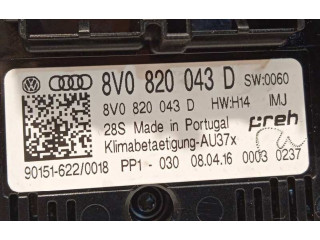 8V0 820 043 D SW:0060
8V0 820 043 D HW:H14 IMJ
28S Made in Portugal preh
Klimabetaetigung-AU37x
90151-622/0018 PP1 - 030 08.04.16 0003 0237